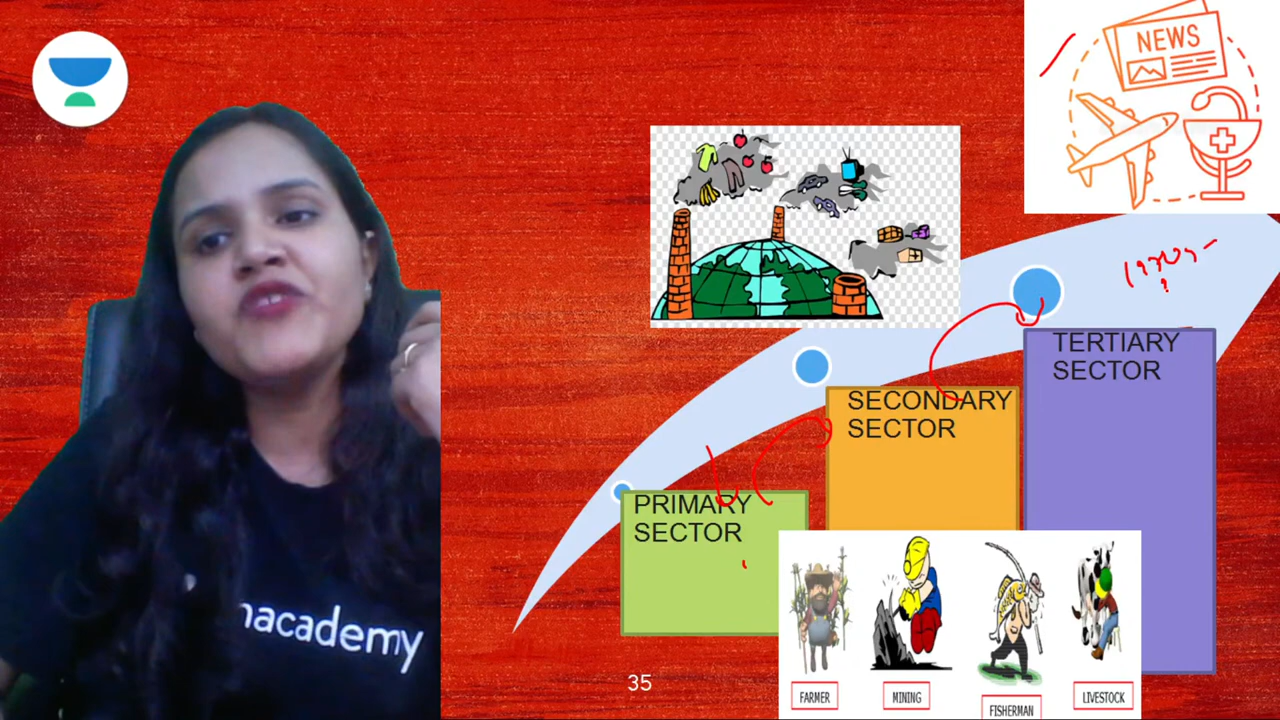 NEWS
TERTIARY
SECTOR
SECONDARY
SECTOR
PRIMARY
SECTOR
nacademy
35
FARMER
MINING
FISHERMAN
LIVESTOCK